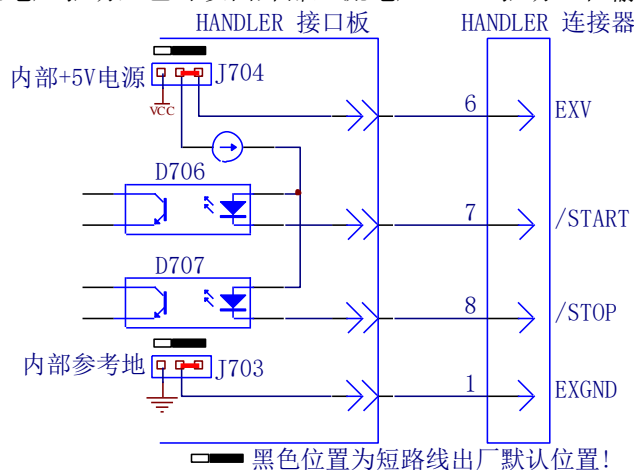 HANDLER 接口板
HANDLER 连接器
内部+5V电源
J704
VCC
6
EXV
D706
7
/START
D707
8
/STOP
内部参考地
J703
1
EXGND
黑色位置为短路线出厂默认位置!